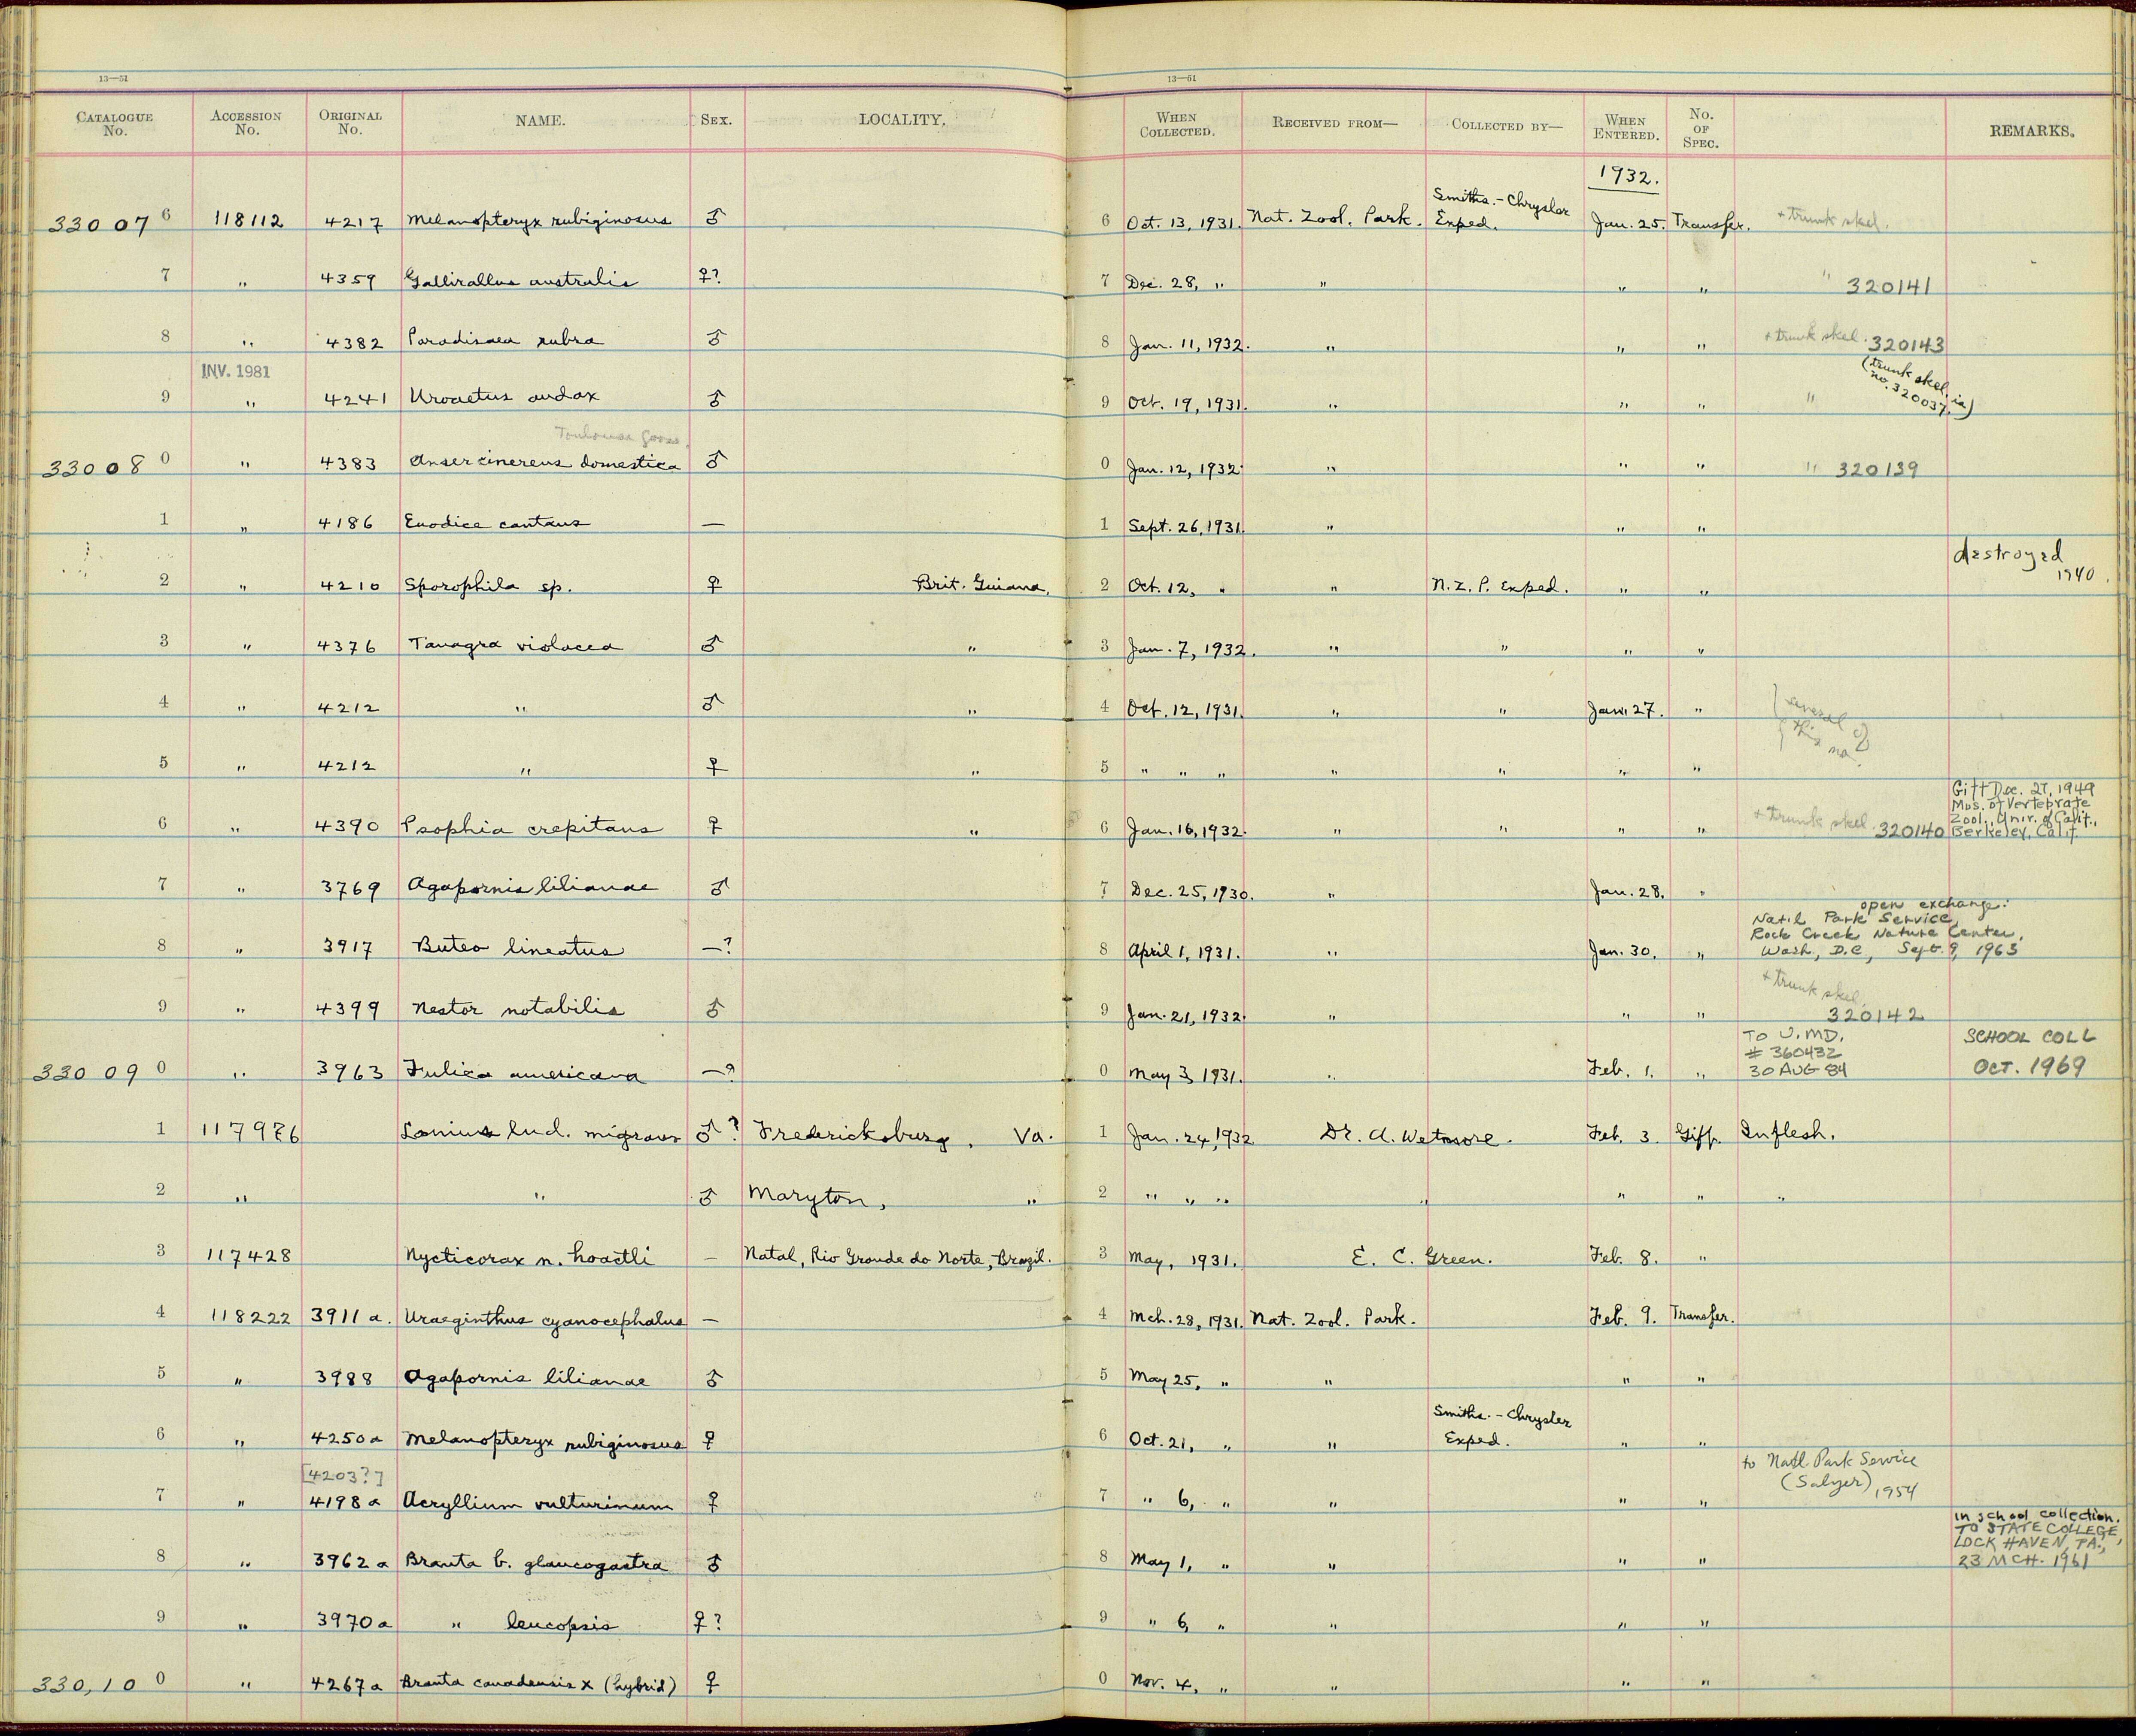 13—51
13—51
CATALOGUE No. ACCESSION No. ORIGINAL No. NAME. SEX. LOCALITY. WHEN COLLECTED. RECEIVED FROM— COLLECTED BY— WHEN ENTERED. No. OF SPEC. REMARKS.
1932.
Smiths.-Chrysler
33007 6 118112 4217 Melanopteryx rubiginosus ♂ 6 Oct. 13, 1931. Nat. Zool. Park. Exped. Jan. 25. Transfer. + trunk skel.
7 " 4359 Gallirallus australis ♀? 7 Dec. 28, " " " " " 320141
8 " 4382 Paradisaea rubra ♂ 8 Jan. 11, 1932. " " " + trunk skel. 320143
INV. 1981
(trunk skel. is
no. 320037.)
9 " 4241 Uroaetus audax ♂ 9 Oct. 19, 1931. " " " "
Toulouse goose.
33008 0 " 4383 Anser cinereus domestica ♂ 0 Jan. 12, 1932. " " " " 320139
1 " 4186 Euodice cantans — 1 Sept. 26, 1931. " " "
destroyed
1940.
2 " 4210 Sporophila sp. ♀ Brit. Guiana. 2 Oct. 12, " " N. Z. P. Exped. " "
3 " 4376 Tanagra violacea ♂ " 3 Jan. 7, 1932. " " " "
4 " 4212 " ♂ " 4 Oct. 12, 1931. " " Jan. 27. " several of
this no.
5 " 4212 " ♀ " 5 " " " " " " "
Gift Dec. 27, 1949
Mus. of Vertebrate
Zool., Univ. of Calif.,
6 " 4390 Psophia crepitans ♀ " 6 Jan. 16, 1932. " " " " + trunk skel. 320140 Berkeley, Calif.
7 " 3769 Agapornis lilianae ♂ 7 Dec. 25, 1930. " Jan. 28. "
open exchange:
Nat'l Park Service,
Rock Creek Nature Center,
8 " 3917 Buteo lineatus —? 8 April 1, 1931. " Jan. 30. " Wash, D.C., Sept. 9, 1963
+ trunk skel.
9 " 4399 Nestor notabilis ♂ 9 Jan. 21, 1932. " " " 320142
TO U. MD. SCHOOL COLL
# 360432
33009 0 " 3963 Fulica americana —? 0 May 3, 1931. " Feb. 1. " 30 AUG 84 OCT. 1969
1 117976 Lanius lud. migrans ♂? Fredericksburg, Va. 1 Jan. 24, 1932 Dr. A. Wetmore. Feb. 3. Gift. In flesh.
2 " " ♂ Maryton, " 2 " " " " " " "
3 117428 Nycticorax n. hoactli — Natal, Rio Grande do Norte, Brazil. 3 May, 1931. E. C. Green. Feb. 8. "
4 118222 3911 a. Uraeginthus cyanocephalus — 4 Mch. 28, 1931. Nat. Zool. Park. Feb. 9. Transfer.
5 " 3988 Agapornis lilianae ♂ 5 May 25, " " " "
Smiths.-Chrysler
6 " 4250a Melanopteryx rubiginosus ♀ 6 Oct. 21, " " Exped. " "
[4203?] to Natl. Park Service
(Salyer) 1954
7 " 4198a Acryllium vulturinum ♀ 7 " 6, " " " "
in school collection.
TO STATE COLLEGE,
LOCK HAVEN, PA.,
8 " 3962a Branta b. glaucogastra ♂ 8 May 1, " " " " 23 MCH. 1961
9 " 3970a " leucopsis ♀? 9 " 6, " " " "
330,10 0 " 4267a Branta canadensis x (hybrid) ♀ 0 Nov. 4, " " " "